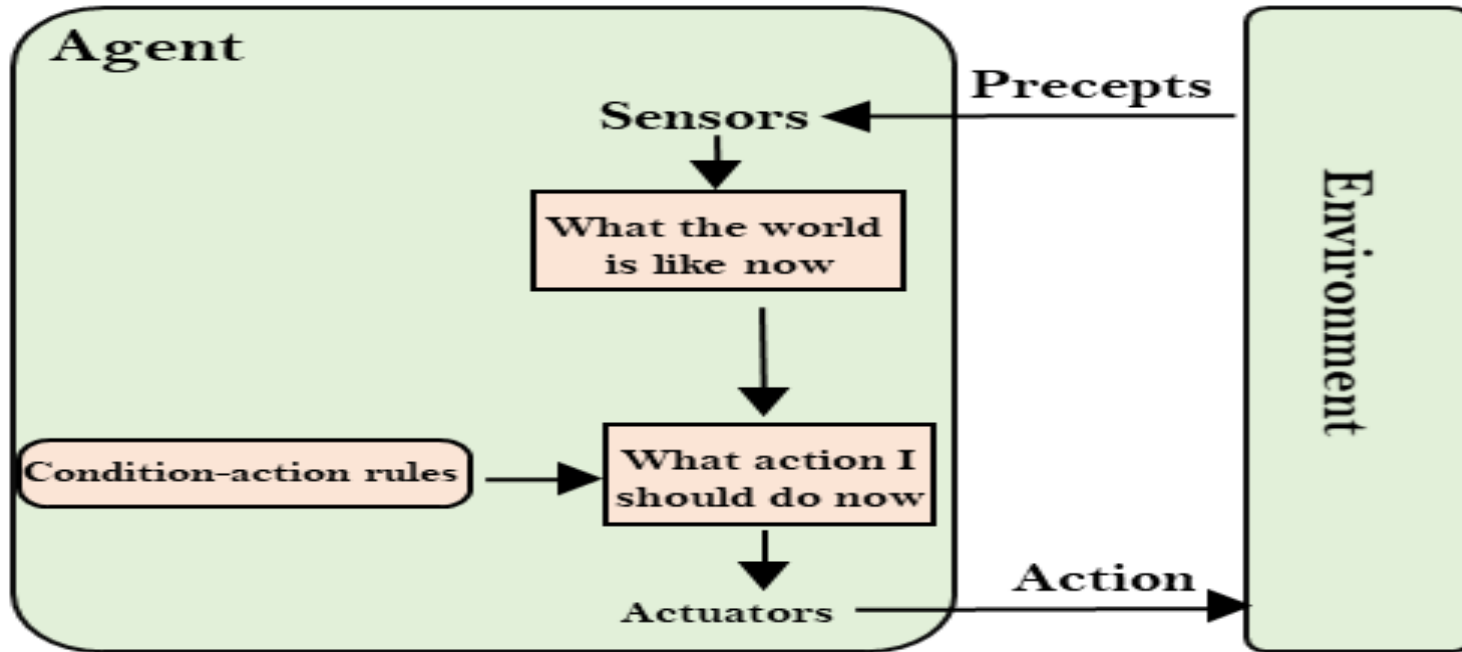 Agent
Precepts
Sensors
What the world
is like now
Environment
Condition-action rules
What action I
should do now
Action
Actuators